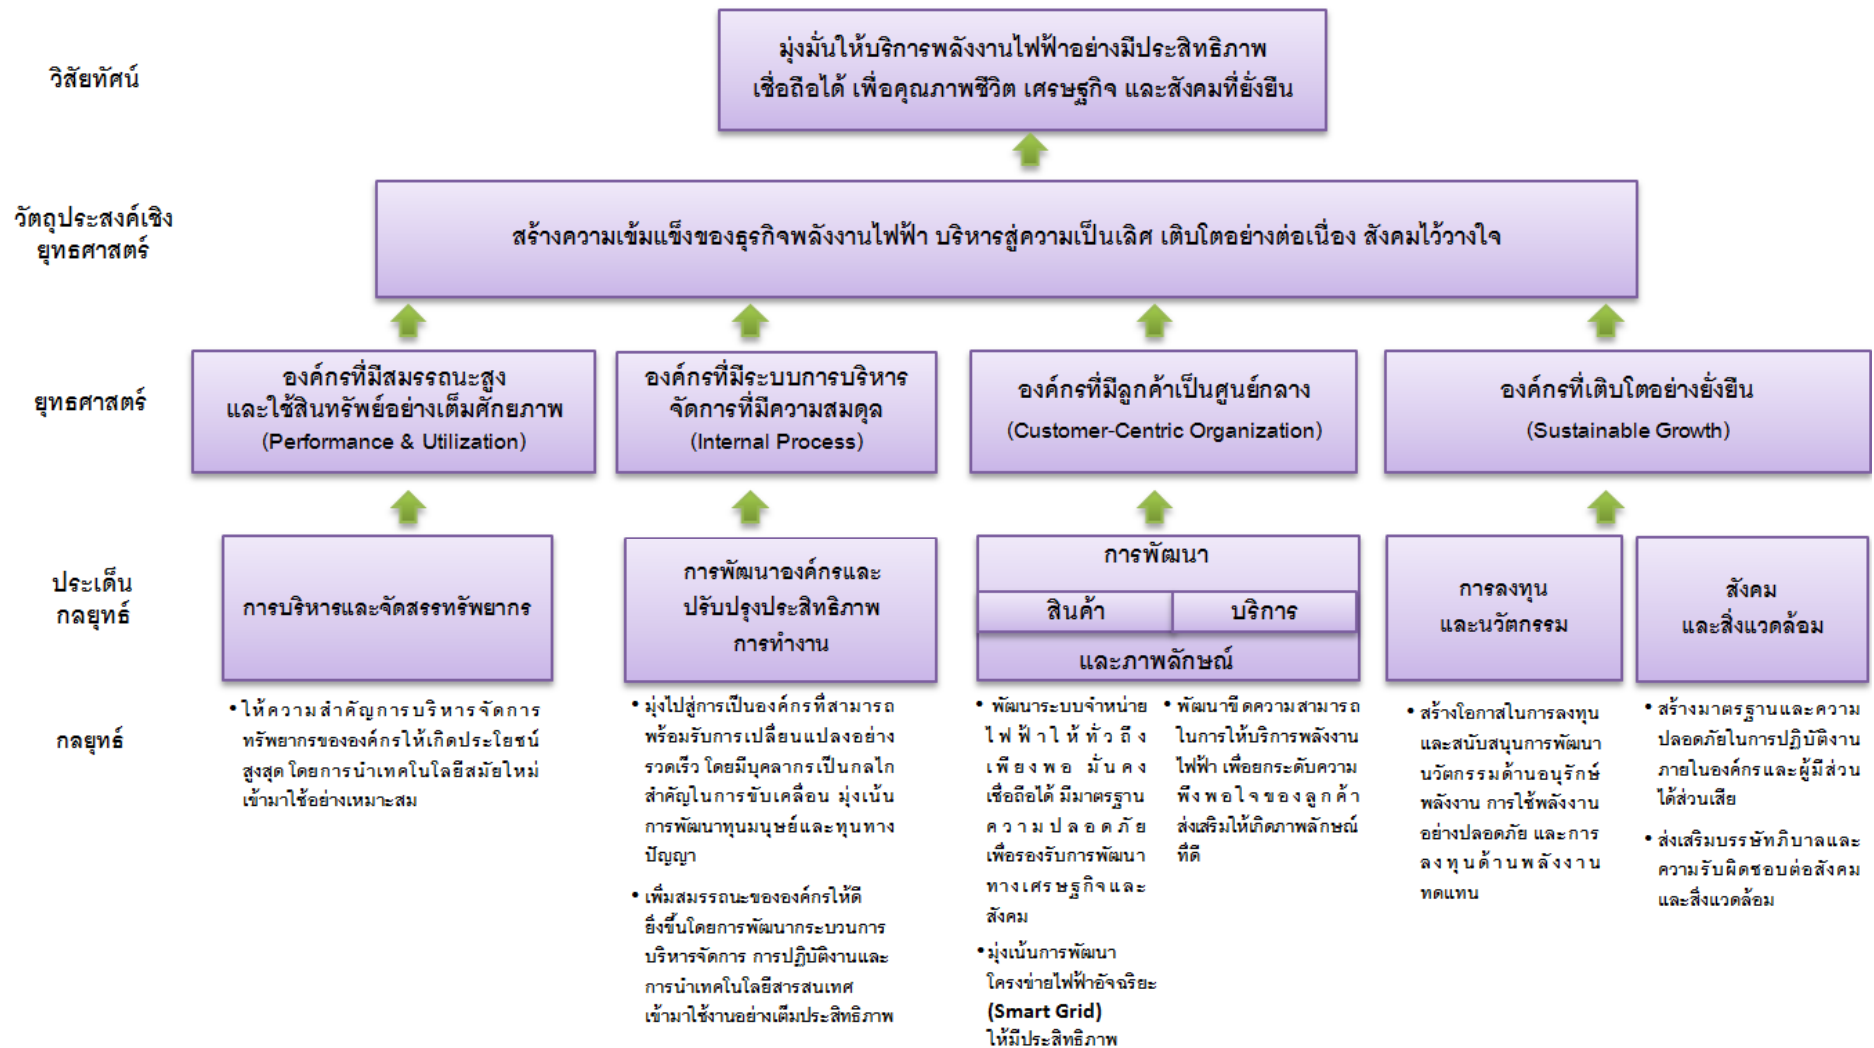 วิสัยทัศน์
มุ่งมั่นให้บริการพลังงานไฟฟ้าอย่างมีประสิทธิภาพ
เชื่อถือได้ เพื่อคุณภาพชีวิต เศรษฐกิจ และสังคมที่ยั่งยืน
วัตถุประสงค์เชิง
ยุทธศาสตร์
สร้างความเข้มแข็งของธุรกิจพลังงานไฟฟ้า บริหารสู่ความเป็นเลิศ เติบโตอย่างต่อเนื่อง สังคมไว้วางใจ
ยุทธศาสตร์
องค์กรที่มีสมรรถนะสูง
และใช้สินทรัพย์อย่างเต็มศักยภาพ
(Performance & Utilization)
องค์กรที่มีระบบการบริหาร
จัดการที่มีความสมดุล
(Internal Process)
องค์กรที่มีลูกค้าเป็นศูนย์กลาง
(Customer-Centric Organization)
องค์กรที่เติบโตอย่างยั่งยืน
(Sustainable Growth)
ประเด็น
กลยุทธ์
การบริหารและจัดสรรทรัพยากร
การพัฒนาองค์กรและ
ปรับปรุงประสิทธิภาพ
การทำงาน
การพัฒนา
สินค้า
บริการ
และภาพลักษณ์
การลงทุน
และนวัตกรรม
สังคม
และสิ่งแวดล้อม
กลยุทธ์
• ให้ความสำคัญการบริหารจัดการ
ทรัพยากรขององค์กรให้เกิดประโยชน์
สูงสุด โดยการนำเทคโนโลยีสมัยใหม่
เข้ามาใช้อย่างเหมาะสม
• มุ่งไปสู่การเป็นองค์กรที่สามารถ
พร้อมรับการเปลี่ยนแปลงอย่าง
รวดเร็ว โดยมีบุคลากรเป็นกลไก
สำคัญในการขับเคลื่อน มุ่งเน้น
การพัฒนาทุนมนุษย์และทุนทาง
ปัญญา
• เพิ่มสมรรถนะขององค์กรให้ดี
ยิ่งขึ้นโดยการพัฒนากระบวนการ
บริหารจัดการ การปฏิบัติงานและ
การนำเทคโนโลยีสารสนเทศ
เข้ามาใช้งานอย่างเต็มประสิทธิภาพ
• พัฒนาระบบจำหน่าย
ไฟฟ้าให้ทั่วถึง
เพียงพอ มั่นคง
เชื่อถือได้ มีมาตรฐาน
ความปลอดภัย
เพื่อรองรับการพัฒนา
ทางเศรษฐกิจและ
สังคม
• มุ่งเน้นการพัฒนา
โครงข่ายไฟฟ้าอัจฉริยะ
(Smart Grid)
ให้มีประสิทธิภาพ
• พัฒนาขีดความสามารถ
ในการให้บริการพลังงาน
ไฟฟ้า เพื่อยกระดับความ
พึงพอใจของลูกค้า
ส่งเสริมให้เกิดภาพลักษณ์
ที่ดี
• สร้างโอกาสในการลงทุน
และสนับสนุนการพัฒนา
นวัตกรรมด้านอนุรักษ์
พลังงาน การใช้พลังงาน
อย่างปลอดภัย และการ
ลงทุนด้านพลังงาน
ทดแทน
• สร้างมาตรฐานและความ
ปลอดภัยในการปฏิบัติงาน
ภายในองค์กรและผู้มีส่วน
ได้ส่วนเสีย
• ส่งเสริมบรรษัทภิบาลและ
ความรับผิดชอบต่อสังคม
และสิ่งแวดล้อม